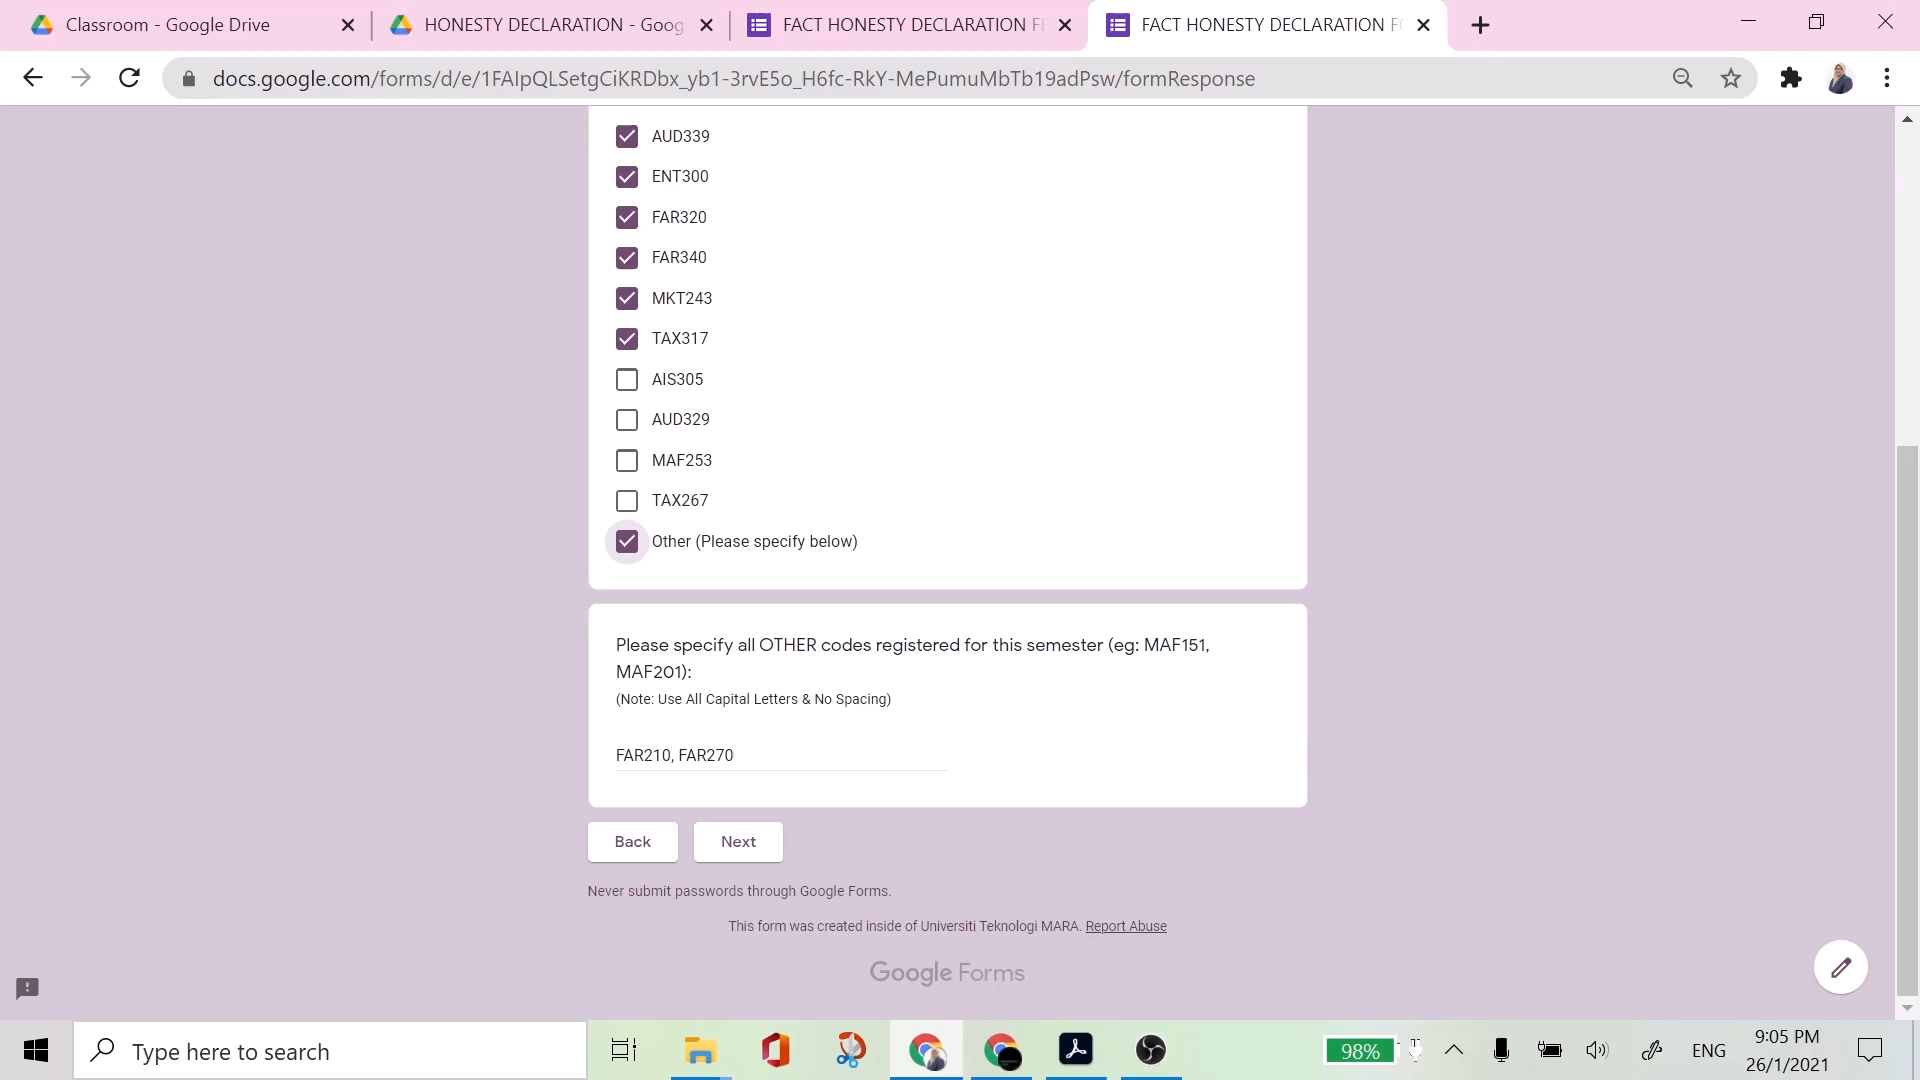 Classroom - Google Drive
HONESTY DECLARATION - Goog
FACT HONESTY DECLARATION F
FACT HONESTY DECLARATION FO
docs.google.com/forms/d/e/1FAIpQLSetgCiKRDbx_yb1-3rvE5o_H6fc-RkY-MePumuMbTb19adPsw/formResponse
AUD339
ENT300
FAR320
FAR340
MKT243
TAX317
AIS305
AUD329
MAF253
TAX267
Other (Please specify below)
Please specify all OTHER codes registered for this semester (eg: MAF151,
MAF201):
(Note: Use All Capital Letters & No Spacing)
FAR210, FAR270
Back
Next
Never submit passwords through Google Forms.
This form was created inside of Universiti Teknologi MARA. Report Abuse
Google Forms
Type here to search
98%
ENG
9:05 PM
26/1/2021